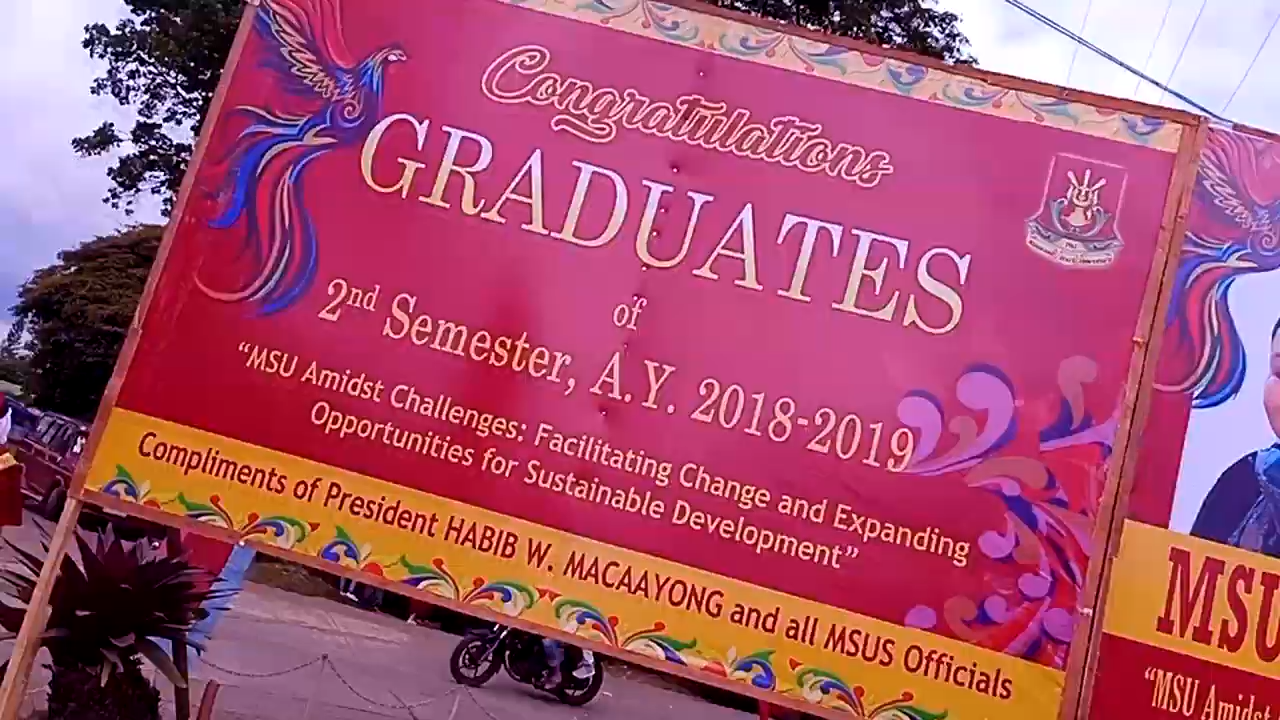 Congratulations
GRADUATES
of
2nd Semester, A.Y. 2018-2019
“MSU Amidst Challenges: Facilitating Change and Expanding
Opportunities for Sustainable Development”
Compliments of President HABIB W. MACAAYONG and all MSUS Officials
MSU
“MSU Amidst